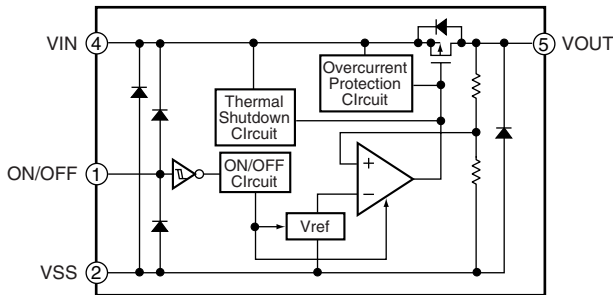 VIN 4
5 VOUT
Overcurrent
Protection
CIrcuit
Thermal
Shutdown
CIrcuit
ON/OFF 1
ON/OFF
CIrcuit
+
−
Vref
VSS 2